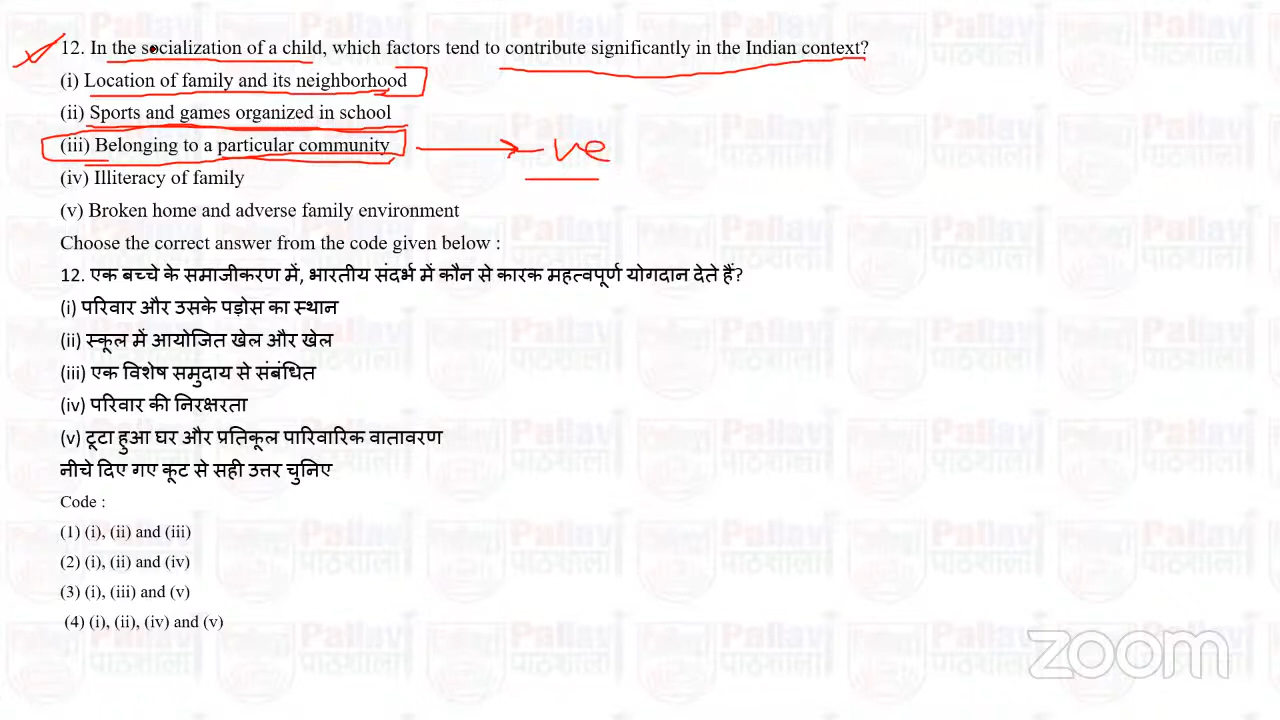 12. In the socialization of a child, which factors tend to contribute significantly in the Indian context?
(i) Location of family and its neighborhood
(ii) Sports and games organized in school
(iii) Belonging to a particular community → -ve
(iv) Illiteracy of family
(v) Broken home and adverse family environment
Choose the correct answer from the code given below :
12. एक बच्चे के समाजीकरण में, भारतीय संदर्भ में कौन से कारक महत्वपूर्ण योगदान देते हैं?
(i) परिवार और उसके पड़ोस का स्थान
(ii) स्कूल में आयोजित खेल और खेल
(iii) एक विशेष समुदाय से संबंधित
(iv) परिवार की निरक्षरता
(v) टूटा हुआ घर और प्रतिकूल पारिवारिक वातावरण
नीचे दिए गए कूट से सही उत्तर चुनिए
Code :
(1) (i), (ii) and (iii)
(2) (i), (ii) and (iv)
(3) (i), (iii) and (v)
(4) (i), (ii), (iv) and (v)
zoom
Pallavi
पाठशाला